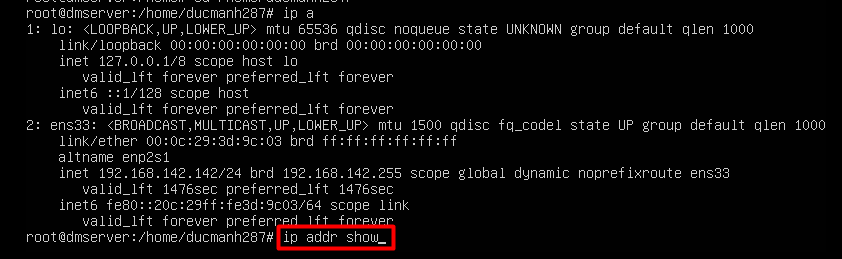 root@dmserver:/home/ducmanh287# ip a
1: lo: <LOOPBACK,UP,LOWER_UP> mtu 65536 qdisc noqueue state UNKNOWN group default qlen 1000
link/loopback 00:00:00:00:00:00 brd 00:00:00:00:00:00
inet 127.0.0.1/8 scope host lo
valid_lft forever preferred_lft forever
inet6 ::1/128 scope host
valid_lft forever preferred_lft forever
2: ens33: <BROADCAST,MULTICAST,UP,LOWER_UP> mtu 1500 qdisc fq_codel state UP group default qlen 1000
link/ether 00:0c:29:3d:9c:03 brd ff:ff:ff:ff:ff:ff
altname enp2s1
inet 192.168.142.142/24 brd 192.168.142.255 scope global dynamic noprefixroute ens33
valid_lft 1476sec preferred_lft 1476sec
inet6 fe80::20c:29ff:fe3d:9c03/64 scope link
valid_lft forever preferred_lft forever
root@dmserver:/home/ducmanh287# ip addr show_